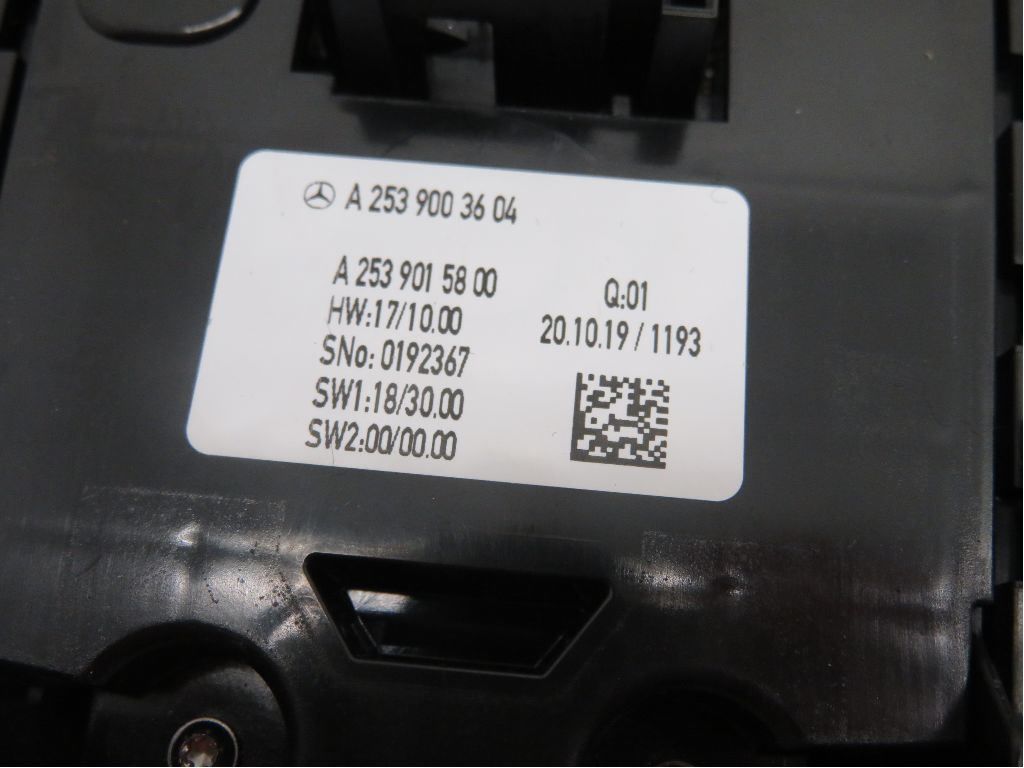 A 253 900 36 04
A 253 901 58 00
HW:17/10.00
SNo: 0192367
SW1:18/30.00
SW2:00/00.00
Q:01
20.10.19 / 1193